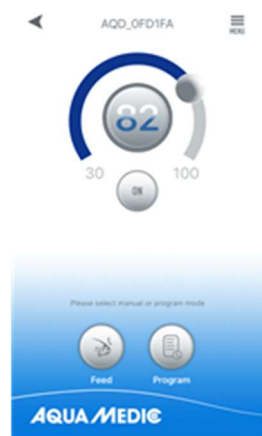 AQD_0FD1FA
MENU
82
30
100
ON
Please select manual or program mode
Feed
Program
AQUA MEDIC